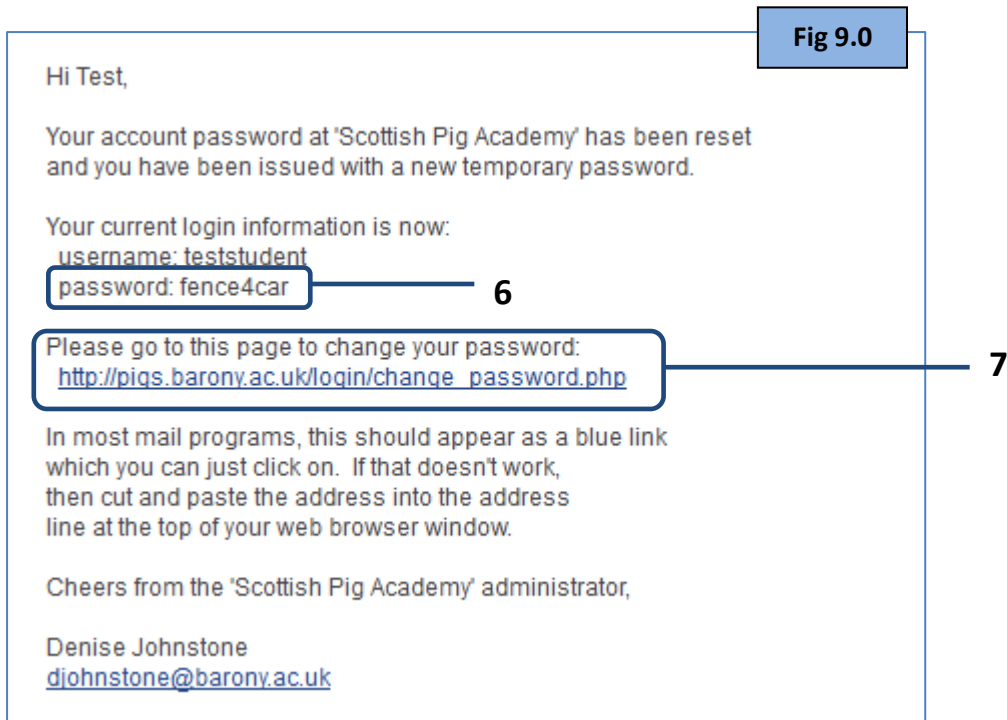 Fig 9.0
Hi Test,
Your account password at 'Scottish Pig Academy' has been reset
and you have been issued with a new temporary password.
Your current login information is now:
username: teststudent
password: fence4car
6
Please go to this page to change your password:
http://pigs.barony.ac.uk/login/change_password.php
7
In most mail programs, this should appear as a blue link
which you can just click on. If that doesn't work,
then cut and paste the address into the address
line at the top of your web browser window.
Cheers from the 'Scottish Pig Academy' administrator,
Denise Johnstone
djohnstone@barony.ac.uk